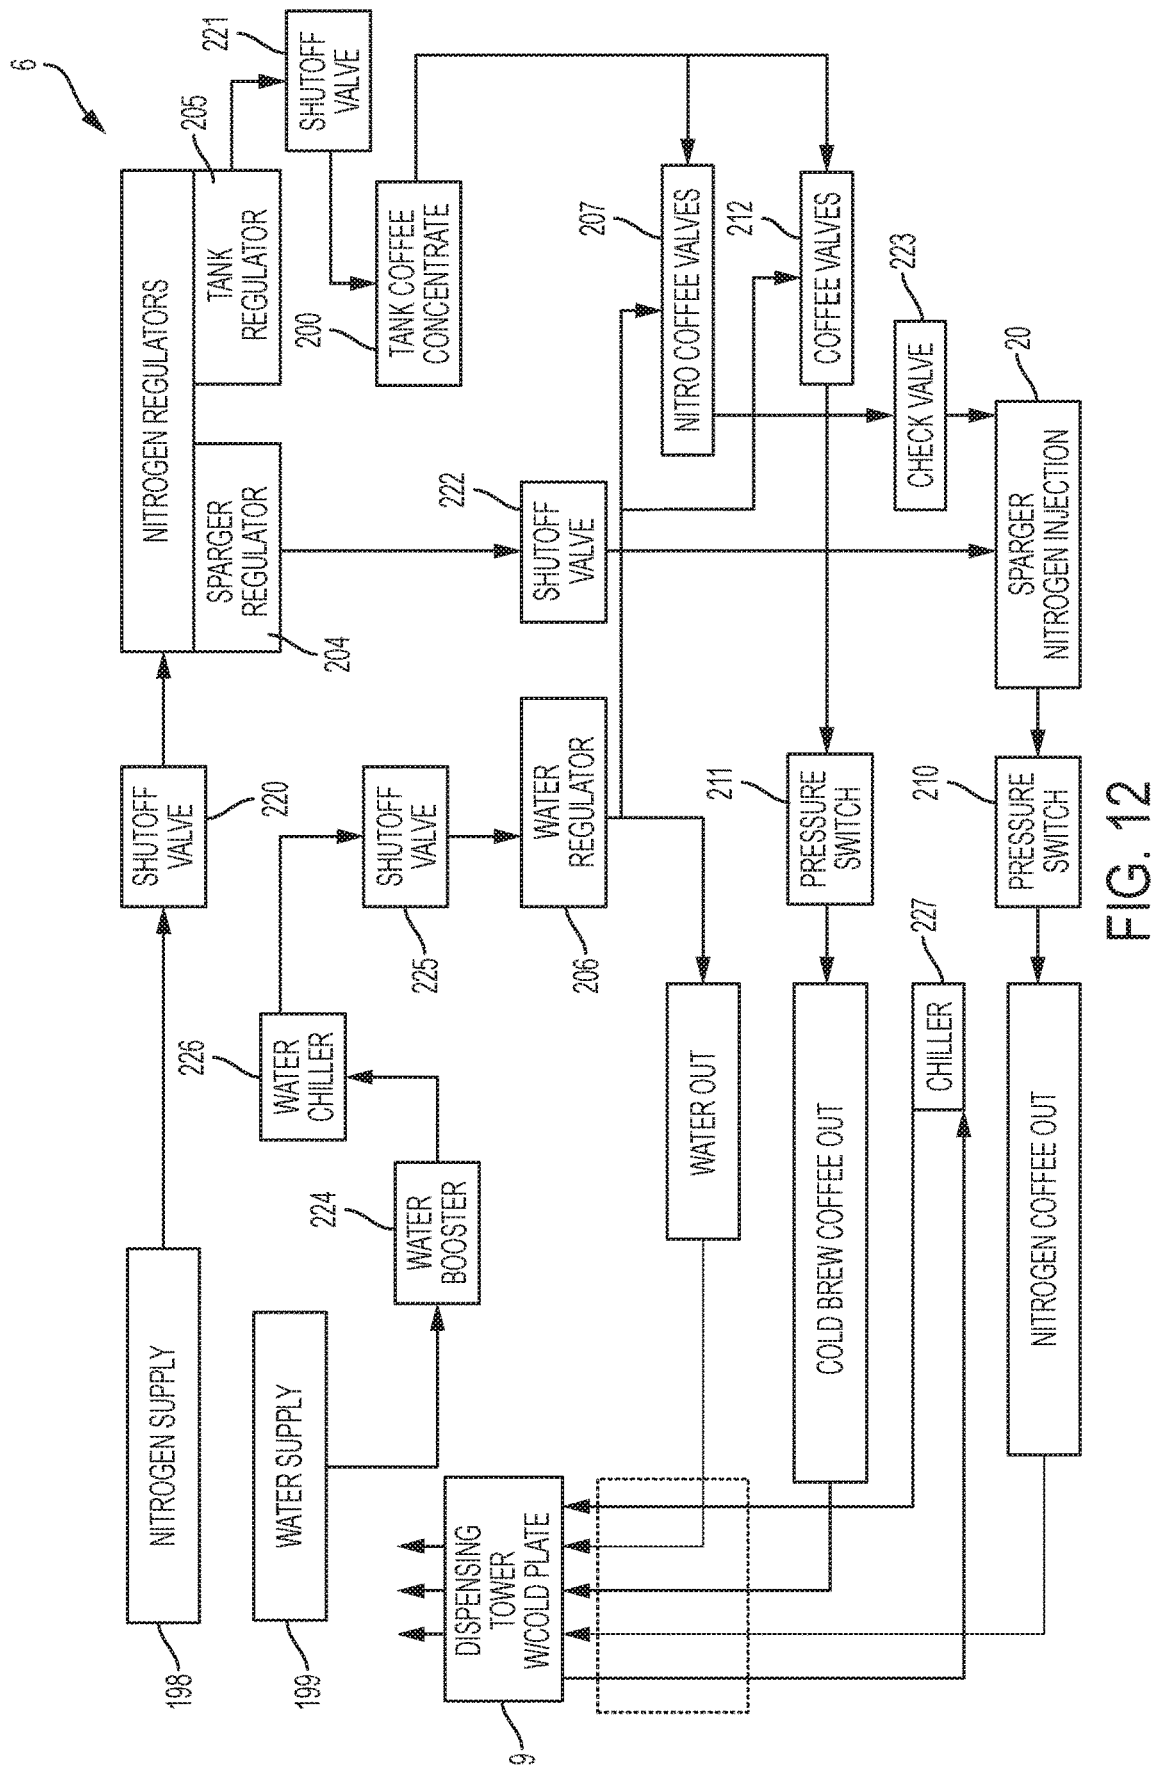 6
NITROGEN SUPPLY
198
WATER SUPPLY
199
SHUTOFF
VALVE
220
NITROGEN REGULATORS
SPARGER
REGULATOR
204
TANK
REGULATOR
205
SHUTOFF
VALVE
221
TANK COFFEE
CONCENTRATE
200
WATER
BOOSTER
224
WATER
CHILLER
226
SHUTOFF
VALVE
225
WATER
REGULATOR
206
SHUTOFF
VALVE
222
NITRO COFFEE VALVES
207
COFFEE VALVES
212
CHECK VALVE
223
SPARGER
NITROGEN INJECTION
20
PRESSURE
SWITCH
211
PRESSURE
SWITCH
210
WATER OUT
COLD BREW COFFEE OUT
CHILLER
227
NITROGEN COFFEE OUT
DISPENSING
TOWER
W/COLD PLATE
9
FIG. 12